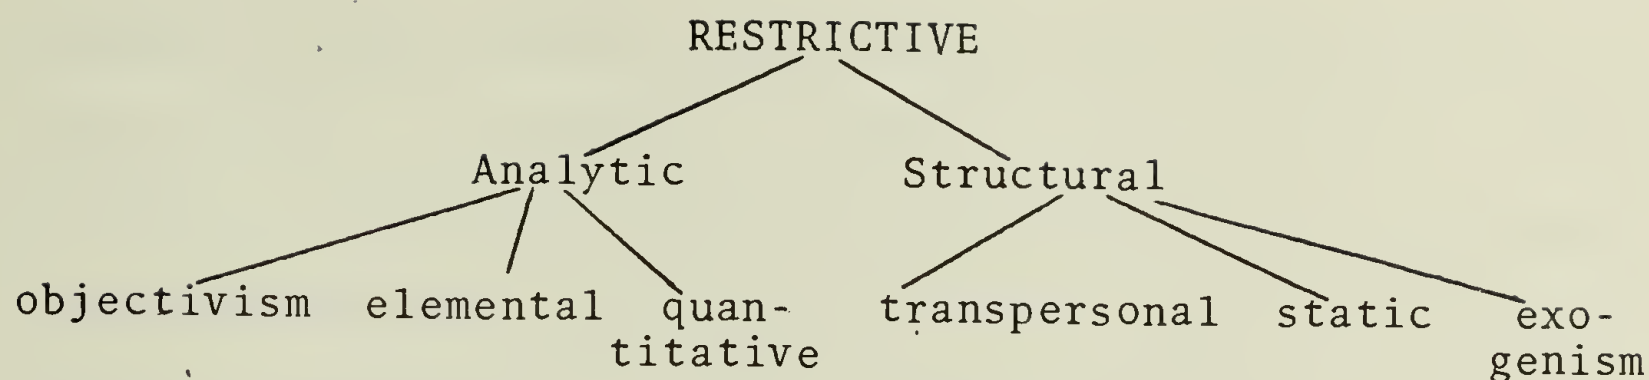 RESTRICTIVE
Analytic Structural
objectivism elemental quan- transpersonal static exo-
titative genism